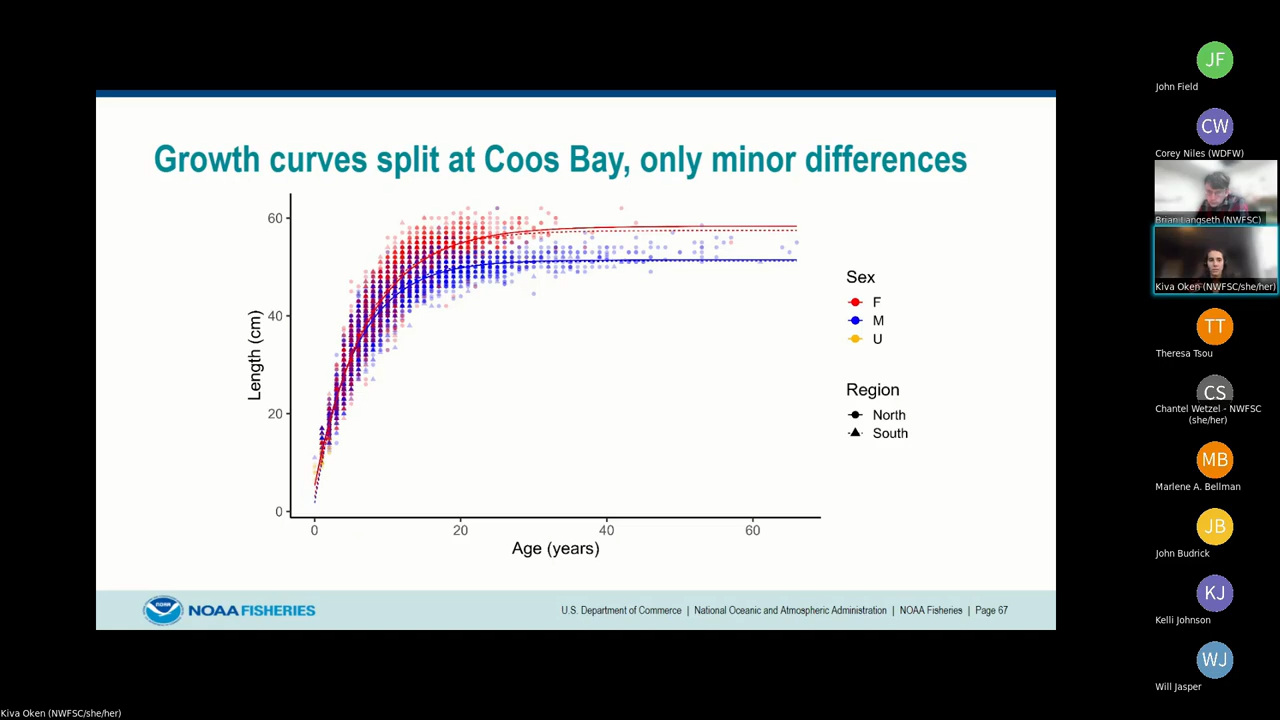 Growth curves split at Coos Bay, only minor differences
60
40
20
0
Length (cm)
0
20
40
60
Age (years)
Sex
F
M
U
Region
North
South
NOAA
NOAA FISHERIES
U.S. Department of Commerce | National Oceanic and Atmospheric Administration | NOAA Fisheries | Page 67
JF
John Field
CW
Corey Niles (WDFW)
Brian Langseth (NWFSC)
Kiva Oken (NWFSC/she/her)
TT
Theresa Tsou
CS
Chantel Wetzel - NWFSC
(she/her)
MB
Marlene A. Bellman
JB
John Budrick
KJ
Kelli Johnson
WJ
Will Jasper
Kiva Oken (NWFSC/she/her)